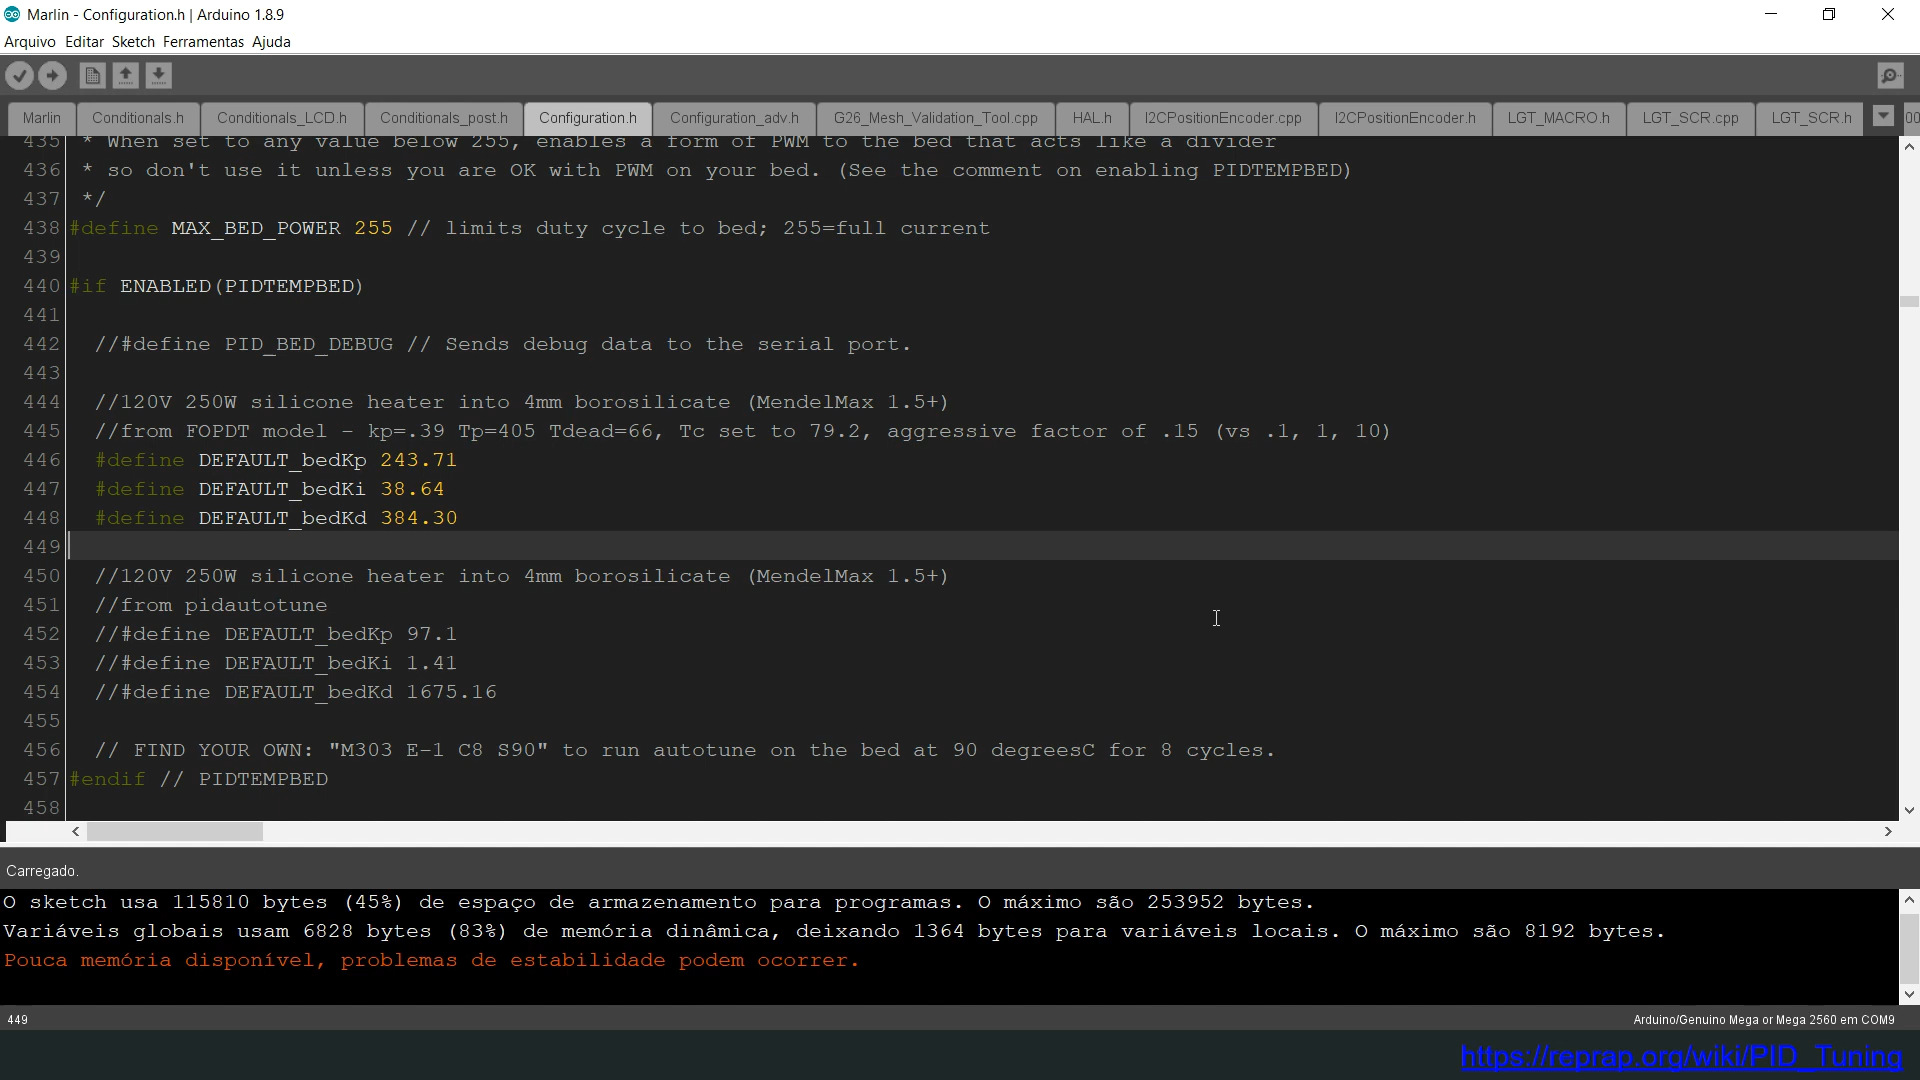 Marlin - Configuration.h | Arduino 1.8.9
Arquivo Editar Sketch Ferramentas Ajuda
Marlin Conditionals.h Conditionals_LCD.h Conditionals_post.h Configuration.h Configuration_adv.h G26_Mesh_Validation_Tool.cpp HAL.h I2CPositionEncoder.cpp I2CPositionEncoder.h LGT_MACRO.h LGT_SCR.cpp LGT_SCR.h
435 * When set to any value below 255, enables a form of PWM to the bed that acts like a divider
436 * so don't use it unless you are OK with PWM on your bed. (See the comment on enabling PIDTEMPBED)
437 */
438 #define MAX_BED_POWER 255 // limits duty cycle to bed; 255=full current
439
440 #if ENABLED(PIDTEMPBED)
441
442 //#define PID_BED_DEBUG // Sends debug data to the serial port.
443
444 //120V 250W silicone heater into 4mm borosilicate (MendelMax 1.5+)
445 //from FOPDT model - kp=.39 Tp=405 Tdead=66, Tc set to 79.2, aggressive factor of .15 (vs .1, 1, 10)
446 #define DEFAULT_bedKp 243.71
447 #define DEFAULT_bedKi 38.64
448 #define DEFAULT_bedKd 384.30
449
450 //120V 250W silicone heater into 4mm borosilicate (MendelMax 1.5+)
451 //from pidautotune
452 //#define DEFAULT_bedKp 97.1
453 //#define DEFAULT_bedKi 1.41
454 //#define DEFAULT_bedKd 1675.16
455
456 // FIND YOUR OWN: "M303 E-1 C8 S90" to run autotune on the bed at 90 degreesC for 8 cycles.
457 #endif // PIDTEMPBED
458
Carregado.
O sketch usa 115810 bytes (45%) de espaço de armazenamento para programas. O máximo são 253952 bytes.
Variáveis globais usam 6828 bytes (83%) de memória dinâmica, deixando 1364 bytes para variáveis locais. O máximo são 8192 bytes.
Pouca memória disponível, problemas de estabilidade podem ocorrer.
449 Arduino/Genuino Mega or Mega 2560 em COM9
https://reprap.org/wiki/PID_Tuning